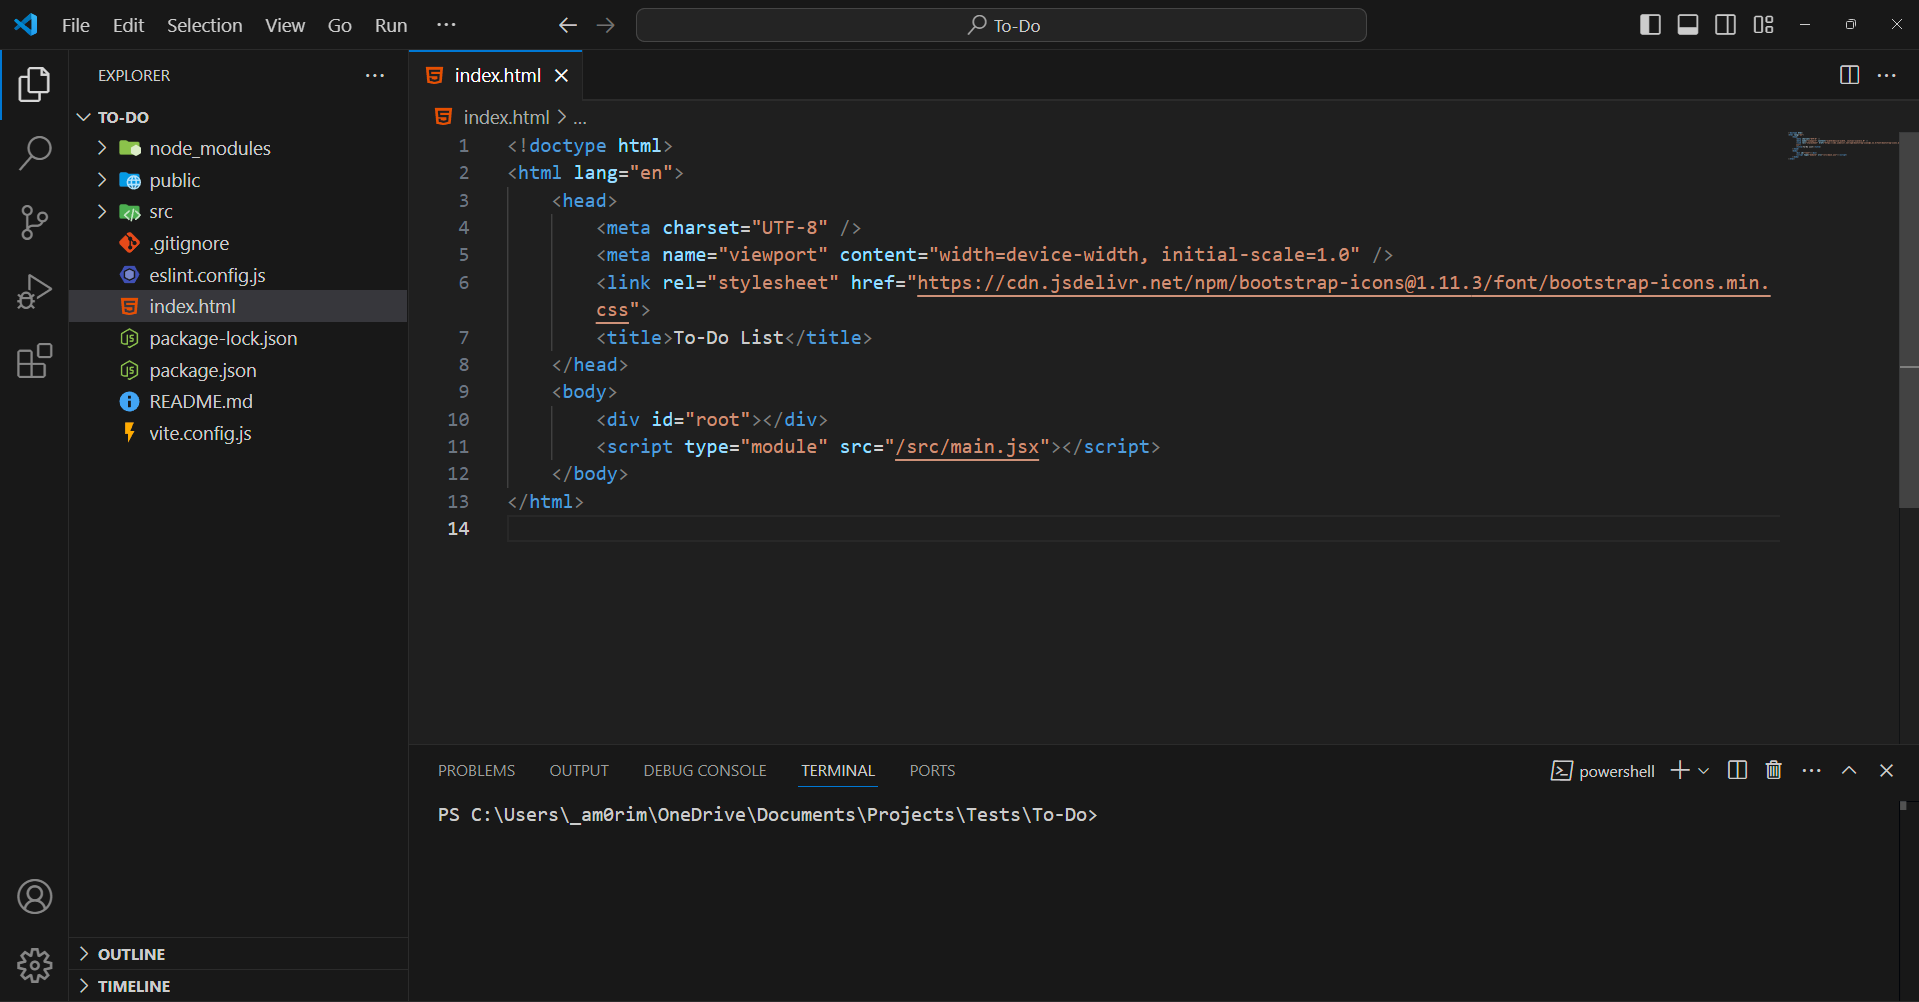 File Edit Selection View Go Run ··· To-Do
EXPLORER ···
TO-DO
node_modules
public
src
.gitignore
eslint.config.js
index.html
package-lock.json
package.json
README.md
vite.config.js
OUTLINE
TIMELINE
index.html
index.html > ...
1 <!doctype html>
2 <html lang="en">
3 <head>
4 <meta charset="UTF-8" />
5 <meta name="viewport" content="width=device-width, initial-scale=1.0" />
6 <link rel="stylesheet" href="https://cdn.jsdelivr.net/npm/bootstrap-icons@1.11.3/font/bootstrap-icons.min.
css">
7 <title>To-Do List</title>
8 </head>
9 <body>
10 <div id="root"></div>
11 <script type="module" src="/src/main.jsx"></script>
12 </body>
13 </html>
14
PROBLEMS OUTPUT DEBUG CONSOLE TERMINAL PORTS powershell
PS C:\Users\_am0rim\OneDrive\Documents\Projects\Tests\To-Do>